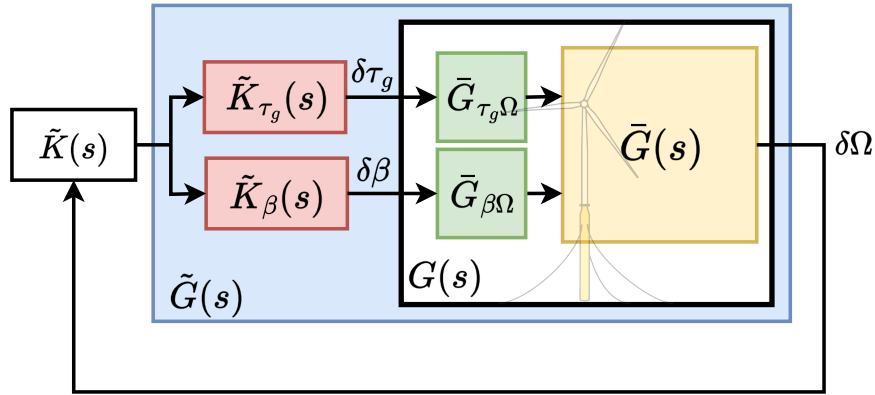 K̃(s)
K̃_{τ_g}(s)
δτ_g
Ḡ_{τ_gΩ}
Ḡ(s)
δΩ
K̃_β(s)
δβ
Ḡ_{βΩ}
G̃(s)
G(s)